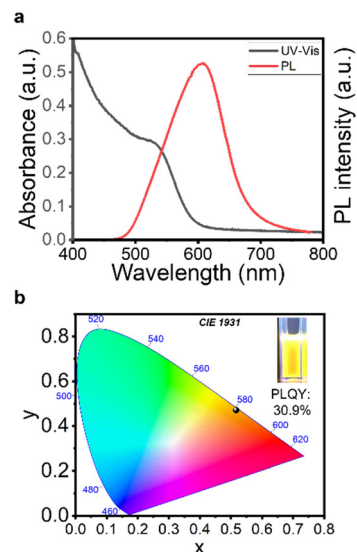 a
0.6
0.5
0.4
0.3
0.2
0.1
0.0
Absorbance (a.u.)
UV-Vis
PL
PL intensity (a.u.)
400 500 600 700 800
Wavelength (nm)
b
0.8
0.6
0.4
0.2
0.0
y
CIE 1931
520
540
560
500
580
600
620
480
460
PLQY:
30.9%
0.0 0.1 0.2 0.3 0.4 0.5 0.6 0.7 0.8
x